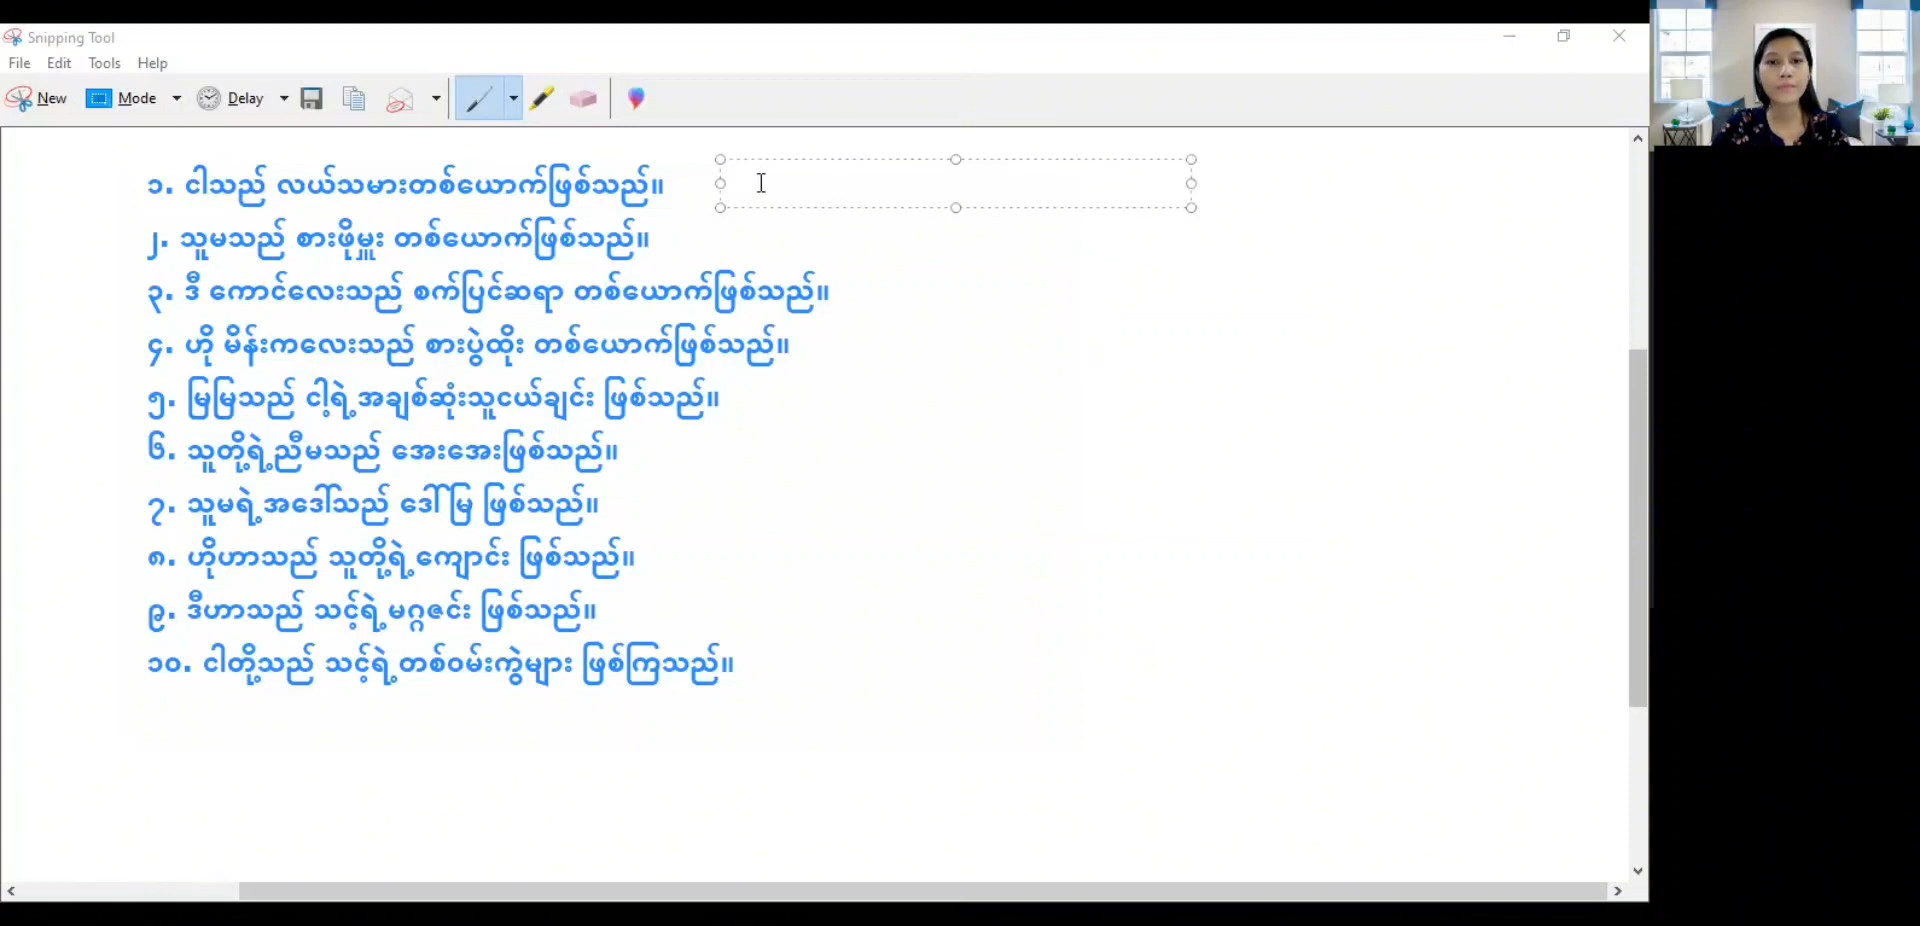 Snipping Tool
File Edit Tools Help
New Mode Delay
၁. ငါသည် လယ်သမားတစ်ယောက်ဖြစ်သည်။
၂. သူမသည် စားဖိုမှူး တစ်ယောက်ဖြစ်သည်။
၃. ဒီ ကောင်လေးသည် စက်ပြင်ဆရာ တစ်ယောက်ဖြစ်သည်။
၄. ဟို မိန်းကလေးသည် စားပွဲထိုး တစ်ယောက်ဖြစ်သည်။
၅. မြမြသည် ငါ့ရဲ့အချစ်ဆုံးသူငယ်ချင်း ဖြစ်သည်။
၆. သူတို့ရဲ့ညီမသည် အေးအေးဖြစ်သည်။
၇. သူမရဲ့အဒေါ်သည် ဒေါ်မြ ဖြစ်သည်။
၈. ဟိုဟာသည် သူတို့ရဲ့ကျောင်း ဖြစ်သည်။
၉. ဒီဟာသည် သင့်ရဲ့မဂ္ဂဇင်း ဖြစ်သည်။
၁၀. ငါတို့သည် သင့်ရဲ့တစ်ဝမ်းကွဲများ ဖြစ်ကြသည်။